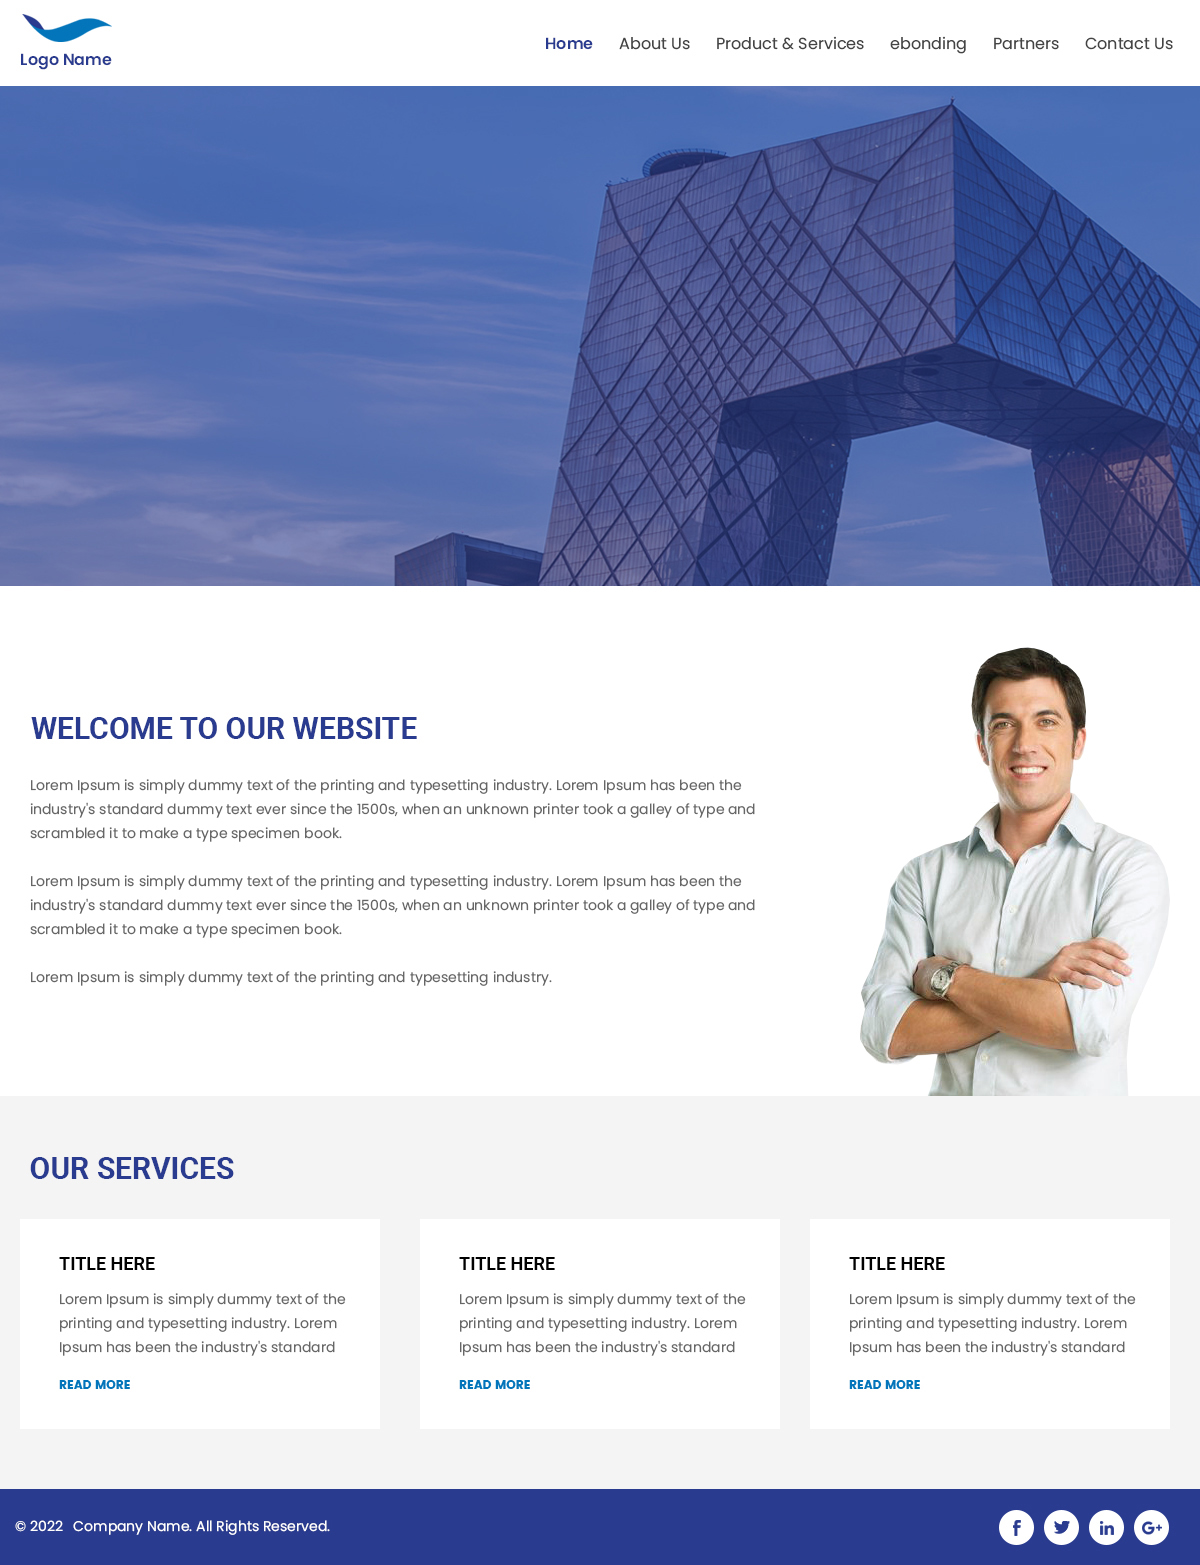 Logo Name
Home About Us Product & Services ebonding Partners Contact Us
WELCOME TO OUR WEBSITE
Lorem Ipsum is simply dummy text of the printing and typesetting industry. Lorem Ipsum has been the
industry's standard dummy text ever since the 1500s, when an unknown printer took a galley of type and
scrambled it to make a type specimen book.
Lorem Ipsum is simply dummy text of the printing and typesetting industry. Lorem Ipsum has been the
industry's standard dummy text ever since the 1500s, when an unknown printer took a galley of type and
scrambled it to make a type specimen book.
Lorem Ipsum is simply dummy text of the printing and typesetting industry.
OUR SERVICES
TITLE HERE
Lorem Ipsum is simply dummy text of the
printing and typesetting industry. Lorem
Ipsum has been the industry's standard
READ MORE
TITLE HERE
Lorem Ipsum is simply dummy text of the
printing and typesetting industry. Lorem
Ipsum has been the industry's standard
READ MORE
TITLE HERE
Lorem Ipsum is simply dummy text of the
printing and typesetting industry. Lorem
Ipsum has been the industry's standard
READ MORE
© 2022 Company Name. All Rights Reserved.
f in G+